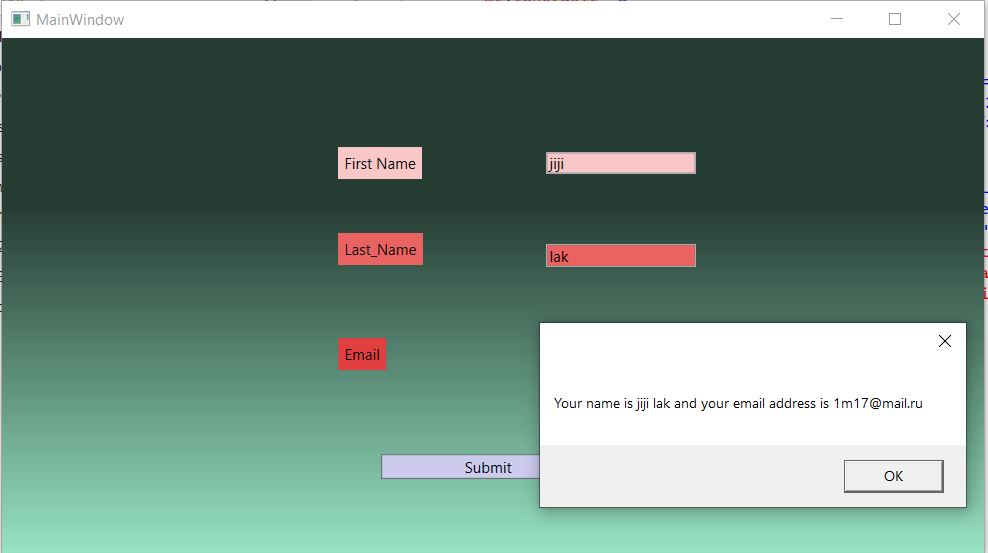 MainWindow
First Name
jiji
Last_Name
lak
Email
Your name is jiji lak and your email address is 1m17@mail.ru
Submit
OK